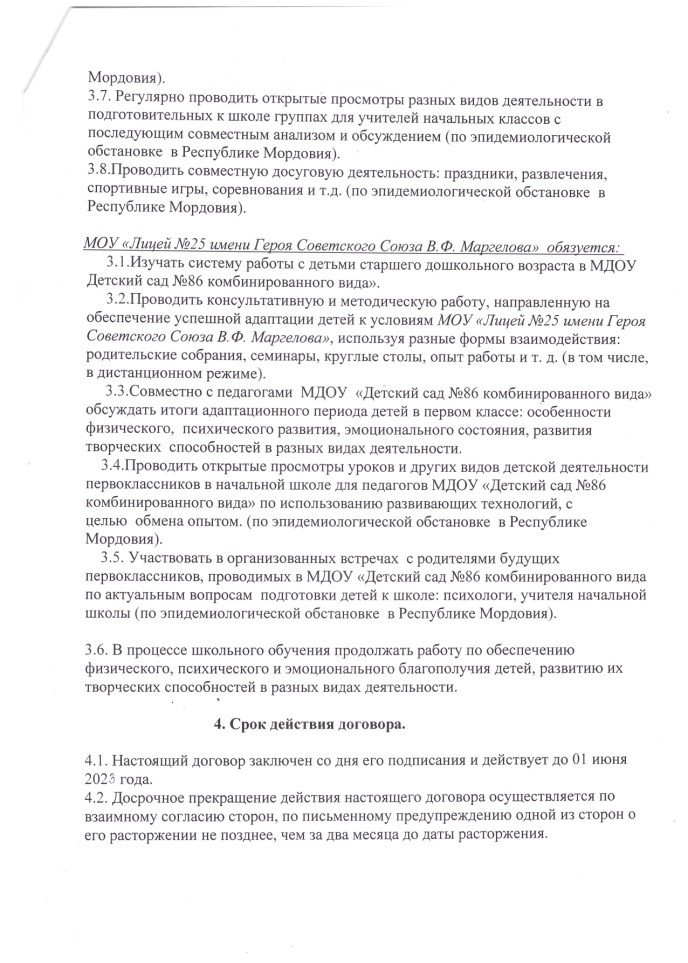 Мордовия).
3.7. Регулярно проводить открытые просмотры разных видов деятельности в
подготовительных к школе группах для учителей начальных классов с
последующим совместным анализом и обсуждением (по эпидемиологической
обстановке  в Республике Мордовия).
3.8.Проводить совместную досуговую деятельность: праздники, развлечения,
спортивные игры, соревнования и т.д. (по эпидемиологической обстановке  в
Республике Мордовия).
МОУ «Лицей №25 имени Героя Советского Союза В.Ф. Маргелова»  обязуется:
3.1.Изучать систему работы с детьми старшего дошкольного возраста в МДОУ
Детский сад №86 комбинированного вида».
3.2.Проводить консультативную и методическую работу, направленную на
обеспечение успешной адаптации детей к условиям МОУ «Лицей №25 имени Героя
Советского Союза В.Ф. Маргелова», используя разные формы взаимодействия:
родительские собрания, семинары, круглые столы, опыт работы и т. д. (в том числе,
в дистанционном режиме).
3.3.Совместно с педагогами  МДОУ  «Детский сад №86 комбинированного вида»
обсуждать итоги адаптационного периода детей в первом классе: особенности
физического,  психического развития, эмоционального состояния, развития
творческих  способностей в разных видах деятельности.
3.4.Проводить открытые просмотры уроков и других видов детской деятельности
первоклассников в начальной школе для педагогов МДОУ «Детский сад №86
комбинированного вида» по использованию развивающих технологий, с
целью  обмена опытом. (по эпидемиологической обстановке  в Республике
Мордовия).
3.5. Участвовать в организованных встречах  с родителями будущих
первоклассников, проводимых в МДОУ «Детский сад №86 комбинированного вида
по актуальным вопросам  подготовки детей к школе: психологи, учителя начальной
школы (по эпидемиологической обстановке  в Республике Мордовия).
3.6. В процессе школьного обучения продолжать работу по обеспечению
физического, психического и эмоционального благополучия детей, развитию их
творческих способностей в разных видах деятельности.
4. Срок действия договора.
4.1. Настоящий договор заключен со дня его подписания и действует до 01 июня
2023 года.
4.2. Досрочное прекращение действия настоящего договора осуществляется по
взаимному согласию сторон, по письменному предупреждению одной из сторон о
его расторжении не позднее, чем за два месяца до даты расторжения.